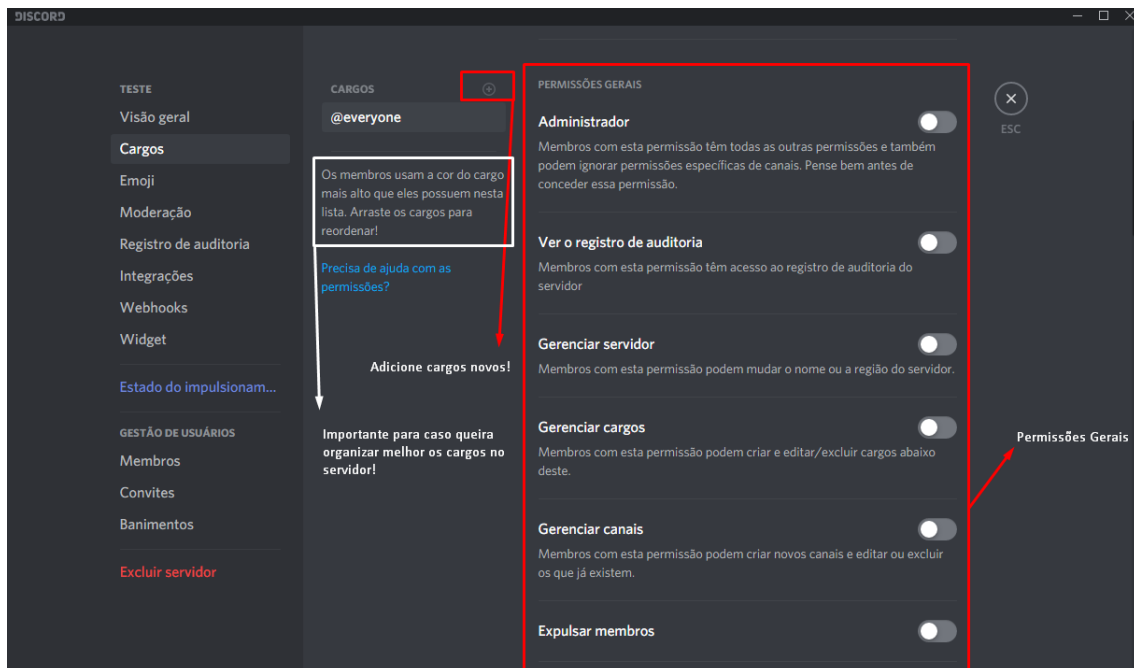 DISCORD
TESTE
Visão geral
Cargos
Emoji
Moderação
Registro de auditoria
Integrações
Webhooks
Widget
Estado do impulsionam...
GESTÃO DE USUÁRIOS
Membros
Convites
Banimentos
Excluir servidor
CARGOS
@everyone
Os membros usam a cor do cargo
mais alto que eles possuem nesta
lista. Arraste os cargos para
reordenar!
Precisa de ajuda com as
permissões?
Adicione cargos novos!
Importante para caso queira
organizar melhor os cargos no
servidor!
PERMISSÕES GERAIS
Administrador
Membros com esta permissão têm todas as outras permissões e também
podem ignorar permissões específicas de canais. Pense bem antes de
conceder essa permissão.
Ver o registro de auditoria
Membros com esta permissão têm acesso ao registro de auditoria do
servidor
Gerenciar servidor
Membros com esta permissão podem mudar o nome ou a região do servidor.
Gerenciar cargos
Membros com esta permissão podem criar e editar/excluir cargos abaixo
deste.
Gerenciar canais
Membros com esta permissão podem criar novos canais e editar ou excluir
os que já existem.
Expulsar membros
ESC
Permissões Gerais